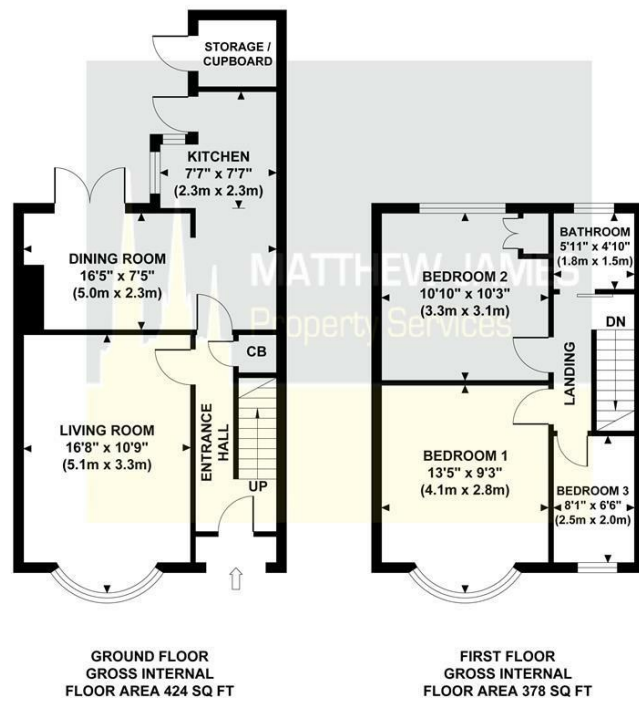 STORAGE /
CUPBOARD
KITCHEN
7'7" x 7'7"
(2.3m x 2.3m)
DINING ROOM
16'5" x 7'5"
(5.0m x 2.3m)
CB
LIVING ROOM
16'8" x 10'9"
(5.1m x 3.3m)
ENTRANCE
HALL
UP
GROUND FLOOR
GROSS INTERNAL
FLOOR AREA 424 SQ FT
BATHROOM
5'11" x 4'10"
(1.8m x 1.5m)
BEDROOM 2
10'10" x 10'3"
(3.3m x 3.1m)
DN
LANDING
BEDROOM 1
13'5" x 9'3"
(4.1m x 2.8m)
BEDROOM 3
8'1" x 6'6"
(2.5m x 2.0m)
FIRST FLOOR
GROSS INTERNAL
FLOOR AREA 378 SQ FT
MATTHEW JAMES
Property Services